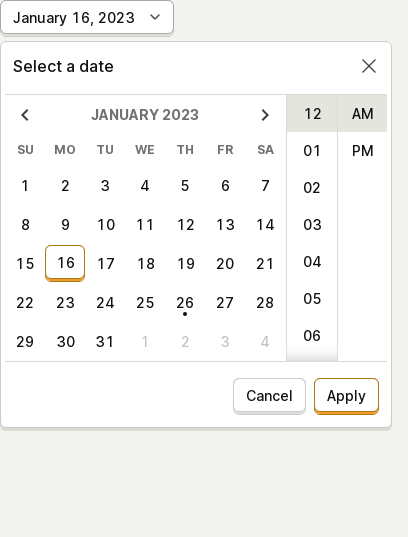 January 16, 2023
Select a date
JANUARY 2023 12 AM
SU MO TU WE TH FR SA 01 PM
1 2 3 4 5 6 7 02
8 9 10 11 12 13 14 03
15 16 17 18 19 20 21 04
22 23 24 25 26 27 28 05
29 30 31 1 2 3 4 06
Cancel Apply